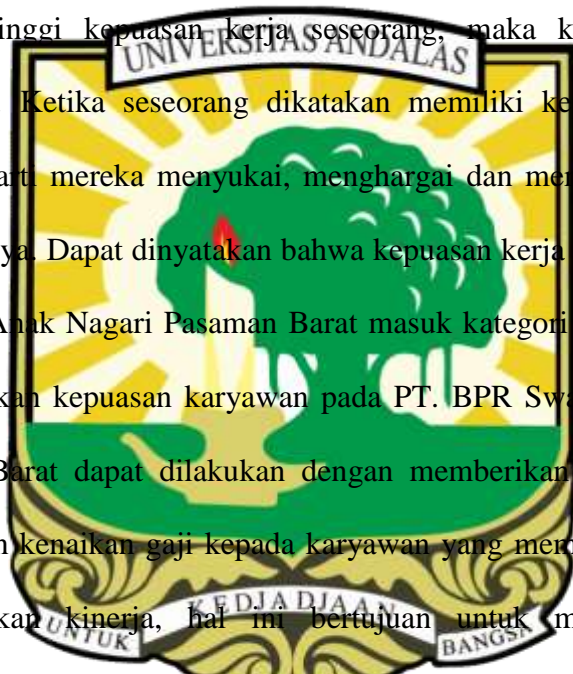 inggi kepuasan kerja seseorang, maka k
UNIVERSITAS ANDALAS
Ketika seseorang dikatakan memiliki ke
arti mereka menyukai, menghargai dan me
ya. Dapat dinyatakan bahwa kepuasan kerja
Anak Nagari Pasaman Barat masuk kategori
kan kepuasan karyawan pada PT. BPR Swa
Barat dapat dilakukan dengan memberikan
n kenaikan gaji kepada karyawan yang mem
kan kinerja, hal ini bertujuan untuk m
UNTUK KEDJADJAAN BANGSA